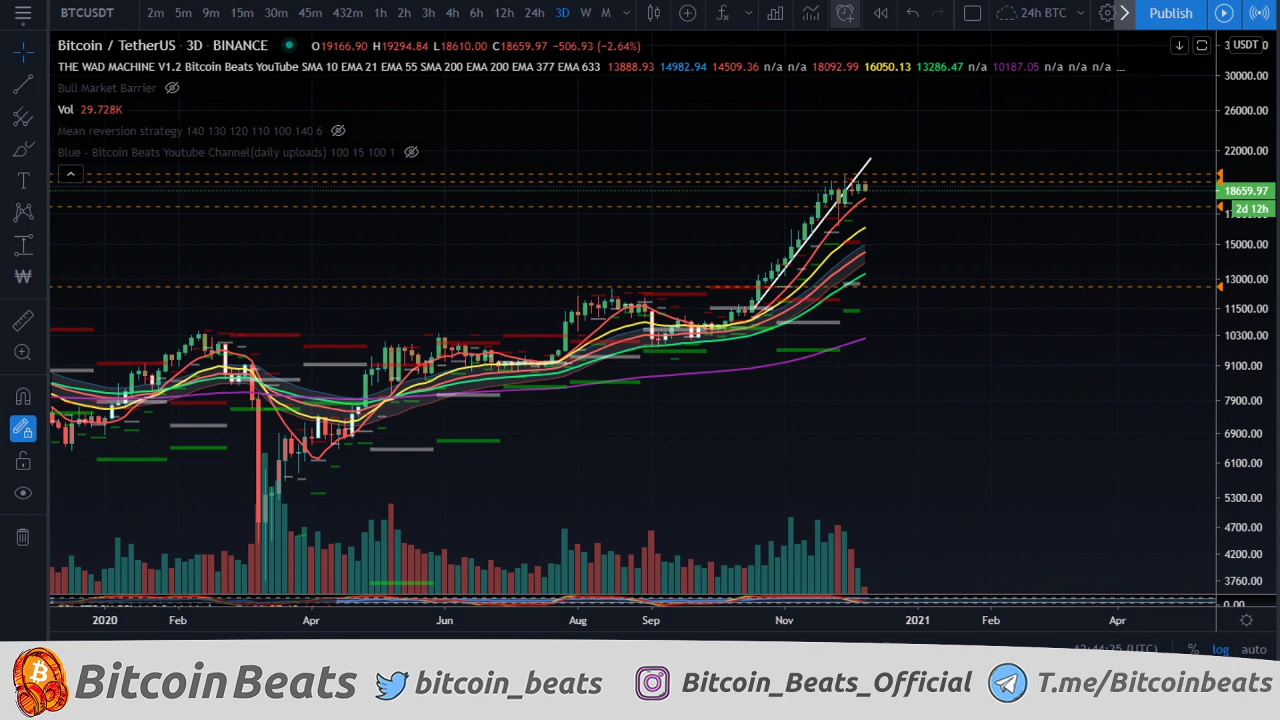 BTCUSDT 2m 5m 9m 15m 30m 45m 432m 1h 2h 3h 4h 6h 12h 24h 3D W M 24h BTC Publish
Bitcoin / TetherUS · 3D · BINANCE O19166.90 H19294.84 L18610.00 C18659.97 -506.93 (-2.64%) USDT
THE WAD MACHINE V1.2 Bitcoin Beats YouTube SMA 10 EMA 21 EMA 55 SMA 200 EMA 200 EMA 377 EMA 633 13888.93 14982.94 14509.36 n/a n/a 18092.99 16050.13 13286.47 n/a 10187.05 n/a n/a n/a ...
30000.00
Bull Market Barrier
Vol 29.728K
26000.00
Mean reversion strategy 140 130 120 110 100 140 6
Blue - Bitcoin Beats Youtube Channel(daily uploads) 100 15 100 1
22000.00
18659.97
2d 12h
15000.00
13000.00
11500.00
10300.00
9100.00
7900.00
6900.00
6100.00
5300.00
4700.00
4200.00
3760.00
0.00
2020 Feb Apr Jun Aug Sep Nov 2021 Feb Apr
(UTC) % log auto
Bitcoin Beats bitcoin_beats Bitcoin_Beats_Official T.me/Bitcoinbeats